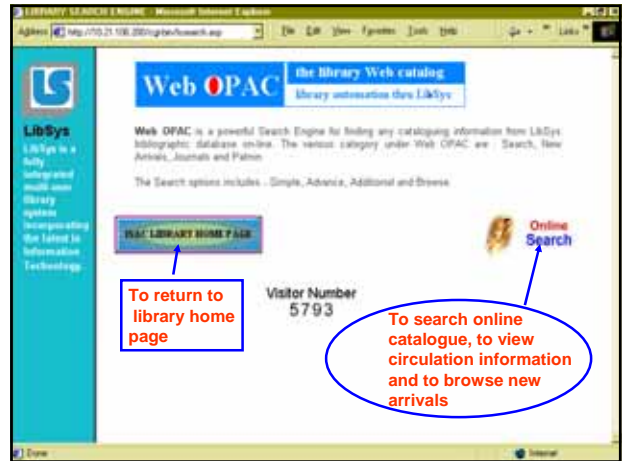 LIBRARY SEARCH ENGINE - Microsoft Internet Explorer
Address
File Edit View Favorites Tools Help
Links
LS
LibSys
LibSys is a
fully
integrated
multi-user
library
system
incorporating
the latest in
Information
Technology.
Web OPAC
the library Web catalog
library automation thru LibSys
Web OPAC is a powerful Search Engine for finding any cataloguing information from LibSys
bibliographic database on-line. The various category under Web OPAC are : Search, New
Arrivals, Journals and Patron.
The Search options includes : Simple, Advance, Additional and Browse.
ISAC LIBRARY HOME PAGE
Online
Search
To return to
library home
page
Visitor Number
5793
To search online
catalogue, to view
circulation information
and to browse new
arrivals
Done
Internet